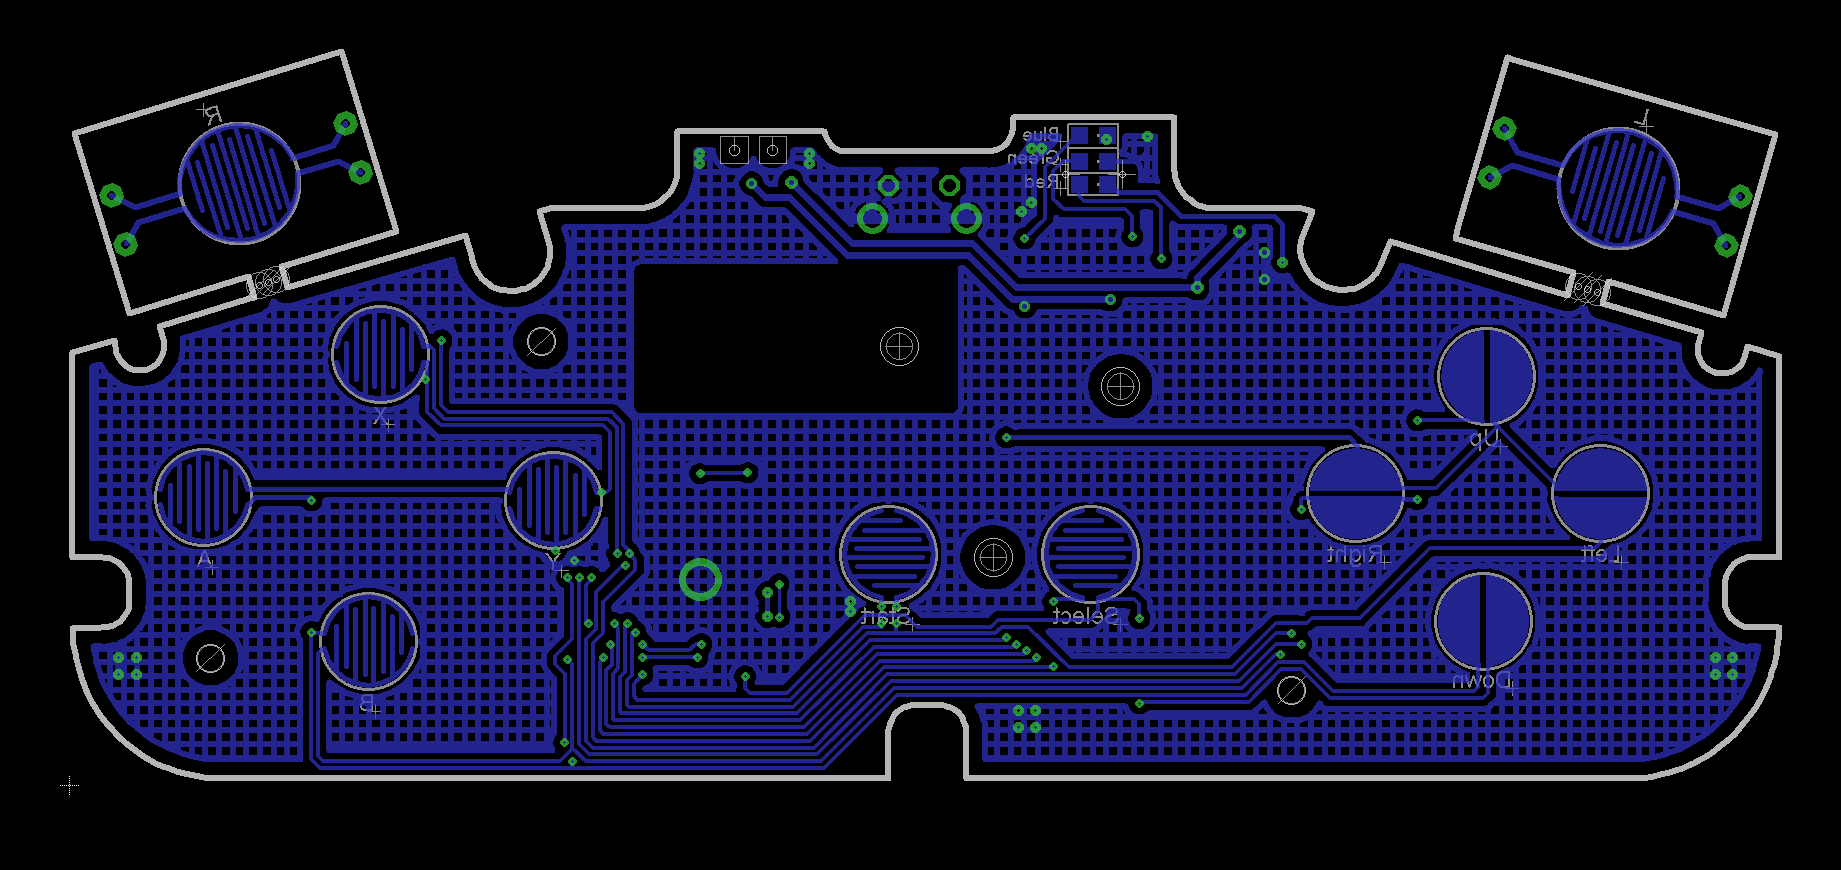 R
L
Blue
Green
Red
X
Up
A
Y
Right
Left
Start
Select
B
Down